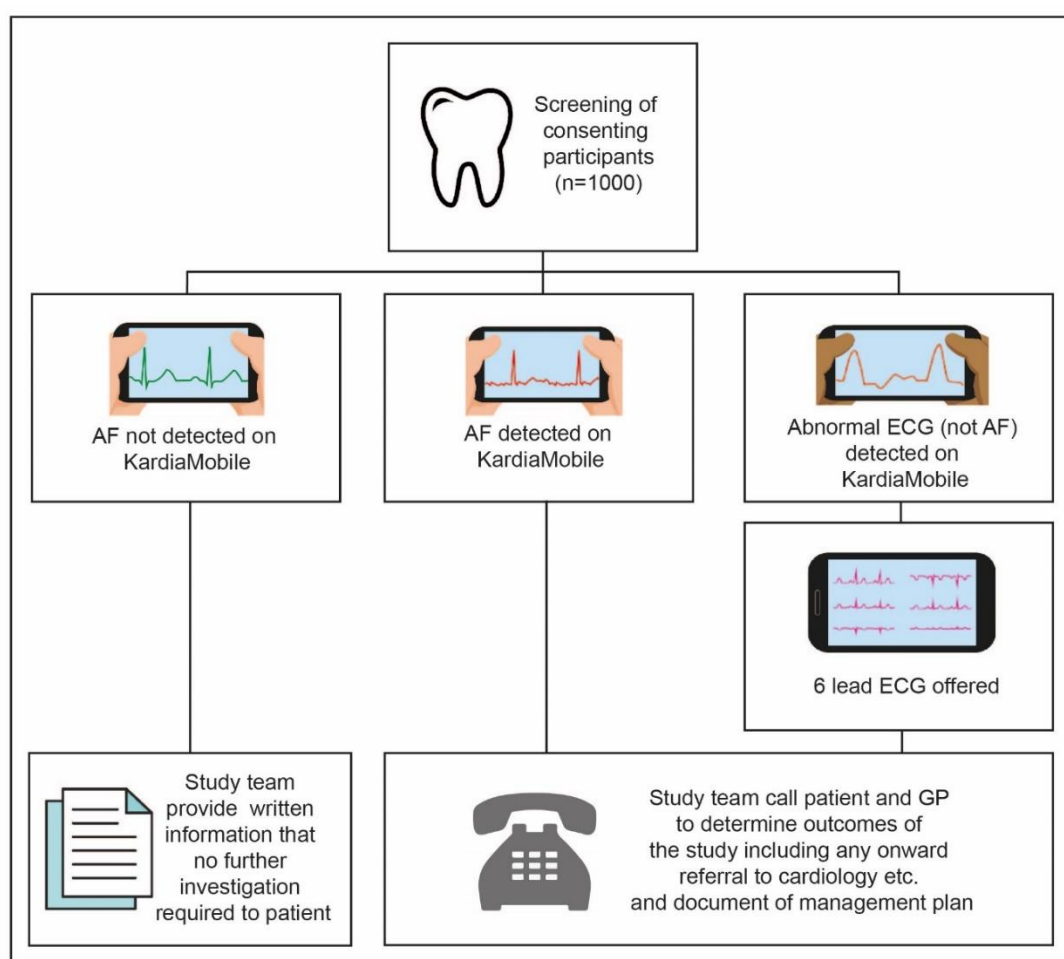 Screening of
consenting
participants
(n=1000)
AF not detected on
KardiaMobile
AF detected on
KardiaMobile
Abnormal ECG (not AF)
detected on
KardiaMobile
6 lead ECG offered
Study team
provide written
information that
no further
investigation
required to patient
Study team call patient and GP
to determine outcomes of
the study including any onward
referral to cardiology etc.
and document of management plan